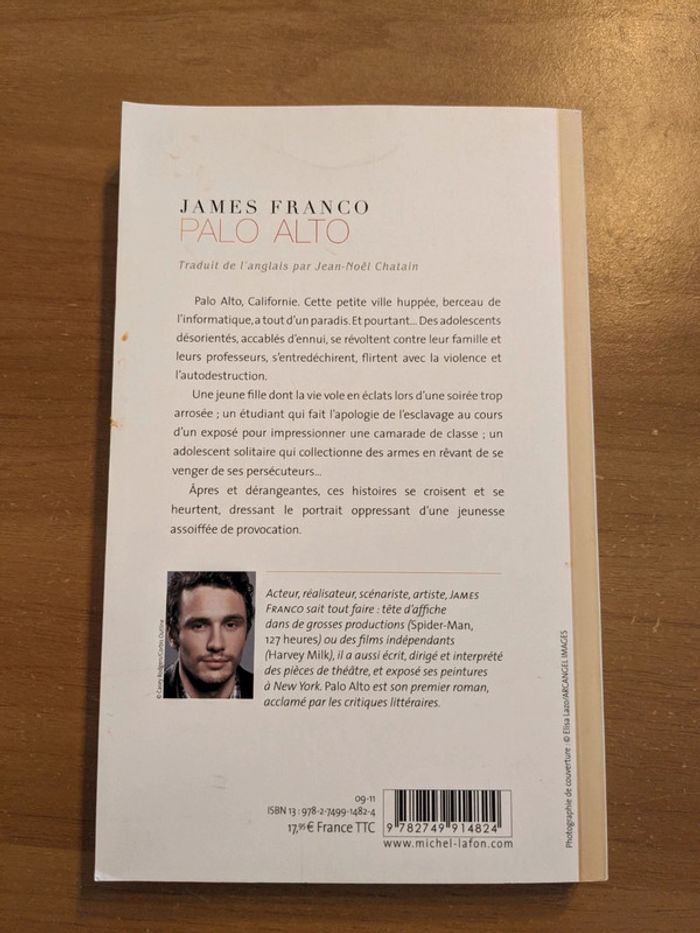 JAMES FRANCO
PALO ALTO
Traduit de l'anglais par Jean-Noël Chatain
Palo Alto, Californie. Cette petite ville huppée, berceau de
l'informatique, a tout d'un paradis. Et pourtant... Des adolescents
désorientés, accablés d'ennui, se révoltent contre leur famille et
leurs professeurs, s'entredéchirent, flirtent avec la violence et
l'autodestruction.
Une jeune fille dont la vie vole en éclats lors d'une soirée trop
arrosée ; un étudiant qui fait l'apologie de l'esclavage au cours
d'un exposé pour impressionner une camarade de classe ; un
adolescent solitaire qui collectionne des armes en rêvant de se
venger de ses persécuteurs...
Âpres et dérangeantes, ces histoires se croisent et se
heurtent, dressant le portrait oppressant d'une jeunesse
assoiffée de provocation.
Acteur, réalisateur, scénariste, artiste, JAMES
FRANCO sait tout faire : tête d'affiche
dans de grosses productions (Spider-Man,
127 heures) ou des films indépendants
(Harvey Milk), il a aussi écrit, dirigé et interprété
des pièces de théâtre, et exposé ses peintures
à New York. Palo Alto est son premier roman,
acclamé par les critiques littéraires.
© Casey Rodgers/Corbis Outline
Photographie de couverture : © Elisa Lazo/ARCANGEL IMAGES
09-11
ISBN 13 : 978-2-7499-1482-4
17,95 € France TTC
9 782749 914824
www.michel-lafon.com